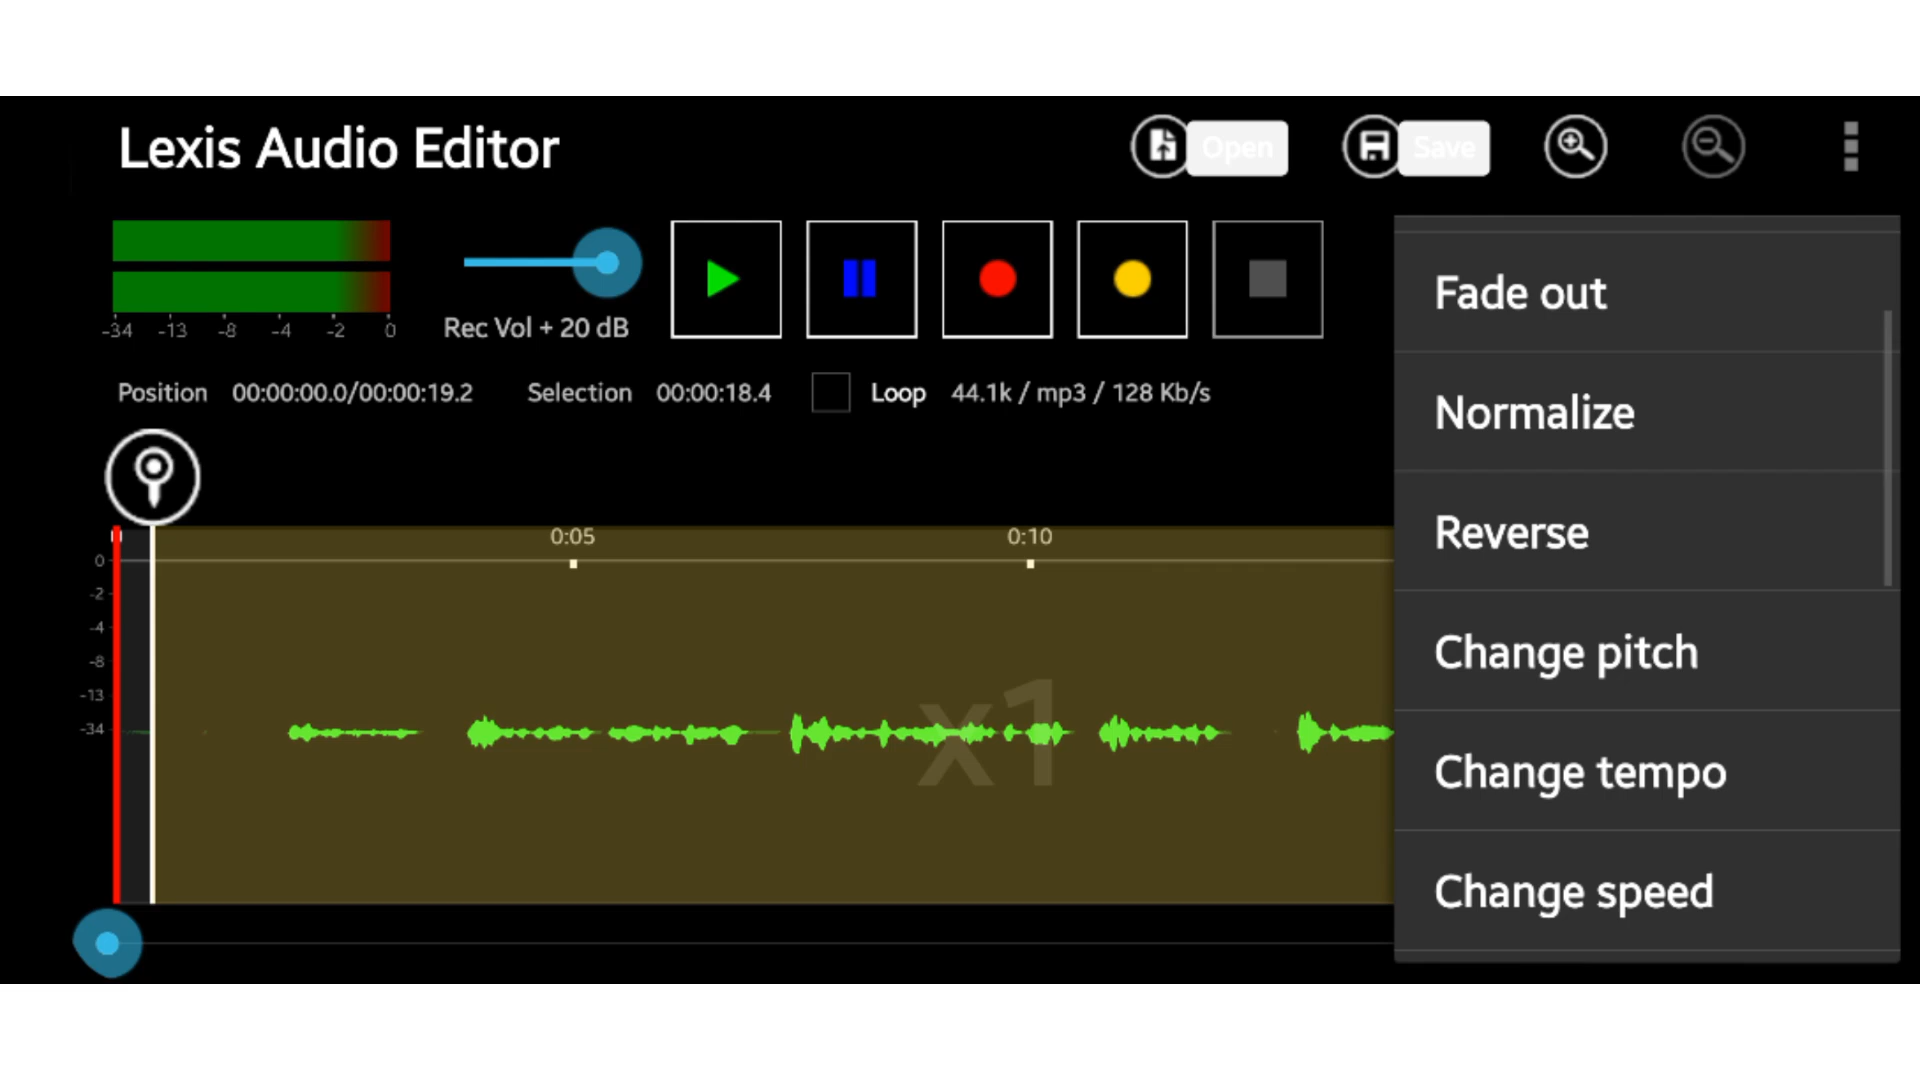 Lexis Audio Editor
Open
Save
-34 -13 -8 -4 -2 0
Rec Vol + 20 dB
Position 00:00:00.0/00:00:19.2 Selection 00:00:18.4 Loop 44.1k / mp3 / 128 Kb/s
0:05 0:10
0
-2
-4
-8
-13
-34
x1
Fade out
Normalize
Reverse
Change pitch
Change tempo
Change speed